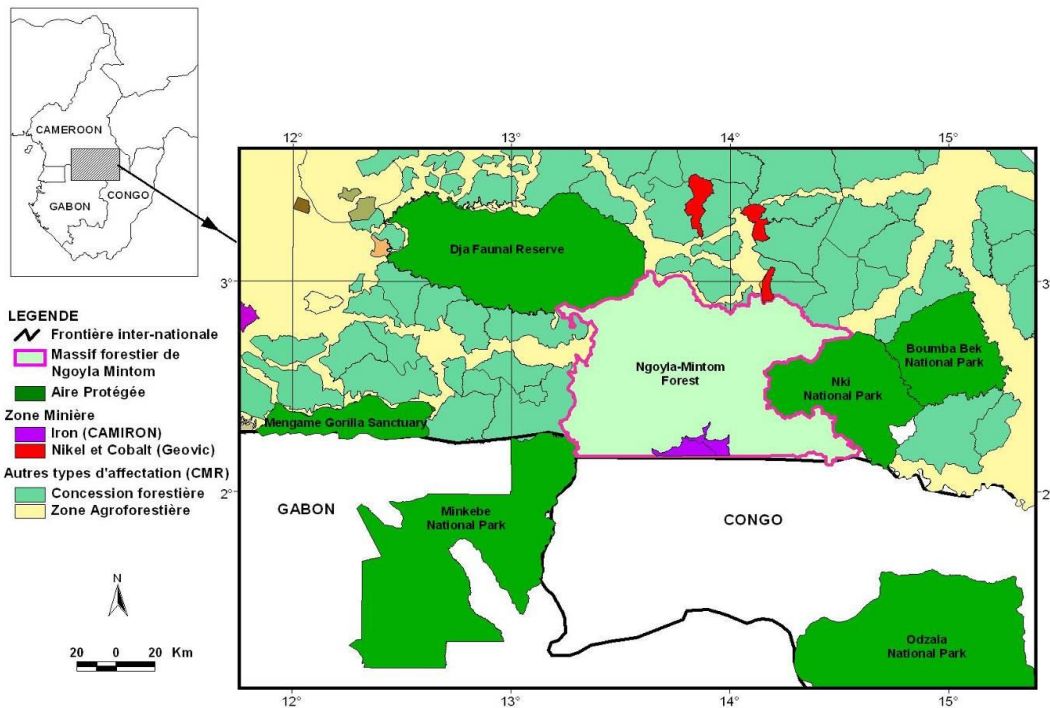 CAMEROON
GABON
CONGO
12°
13°
14°
15°
Dja Faunal Reserve
3°
3°
Ngoyla-Mintom
Forest
Boumba Bek
National Park
Nki
National Park
Mengame Gorilla Sanctuary
2°
2
GABON
Minkebe
National Park
CONGO
Odzala
National Park
12°
13°
14°
15°
LEGENDE
Frontière inter-nationale
Massif forestier de
Ngoyla Mintom
Aire Protégée
Zone Minière
Iron (CAMIRON)
Nikel et Cobalt (Geovic)
Autres types d'affectation (CMR)
Concession forestière
Zone Agroforestière
N
20 0 20 Km